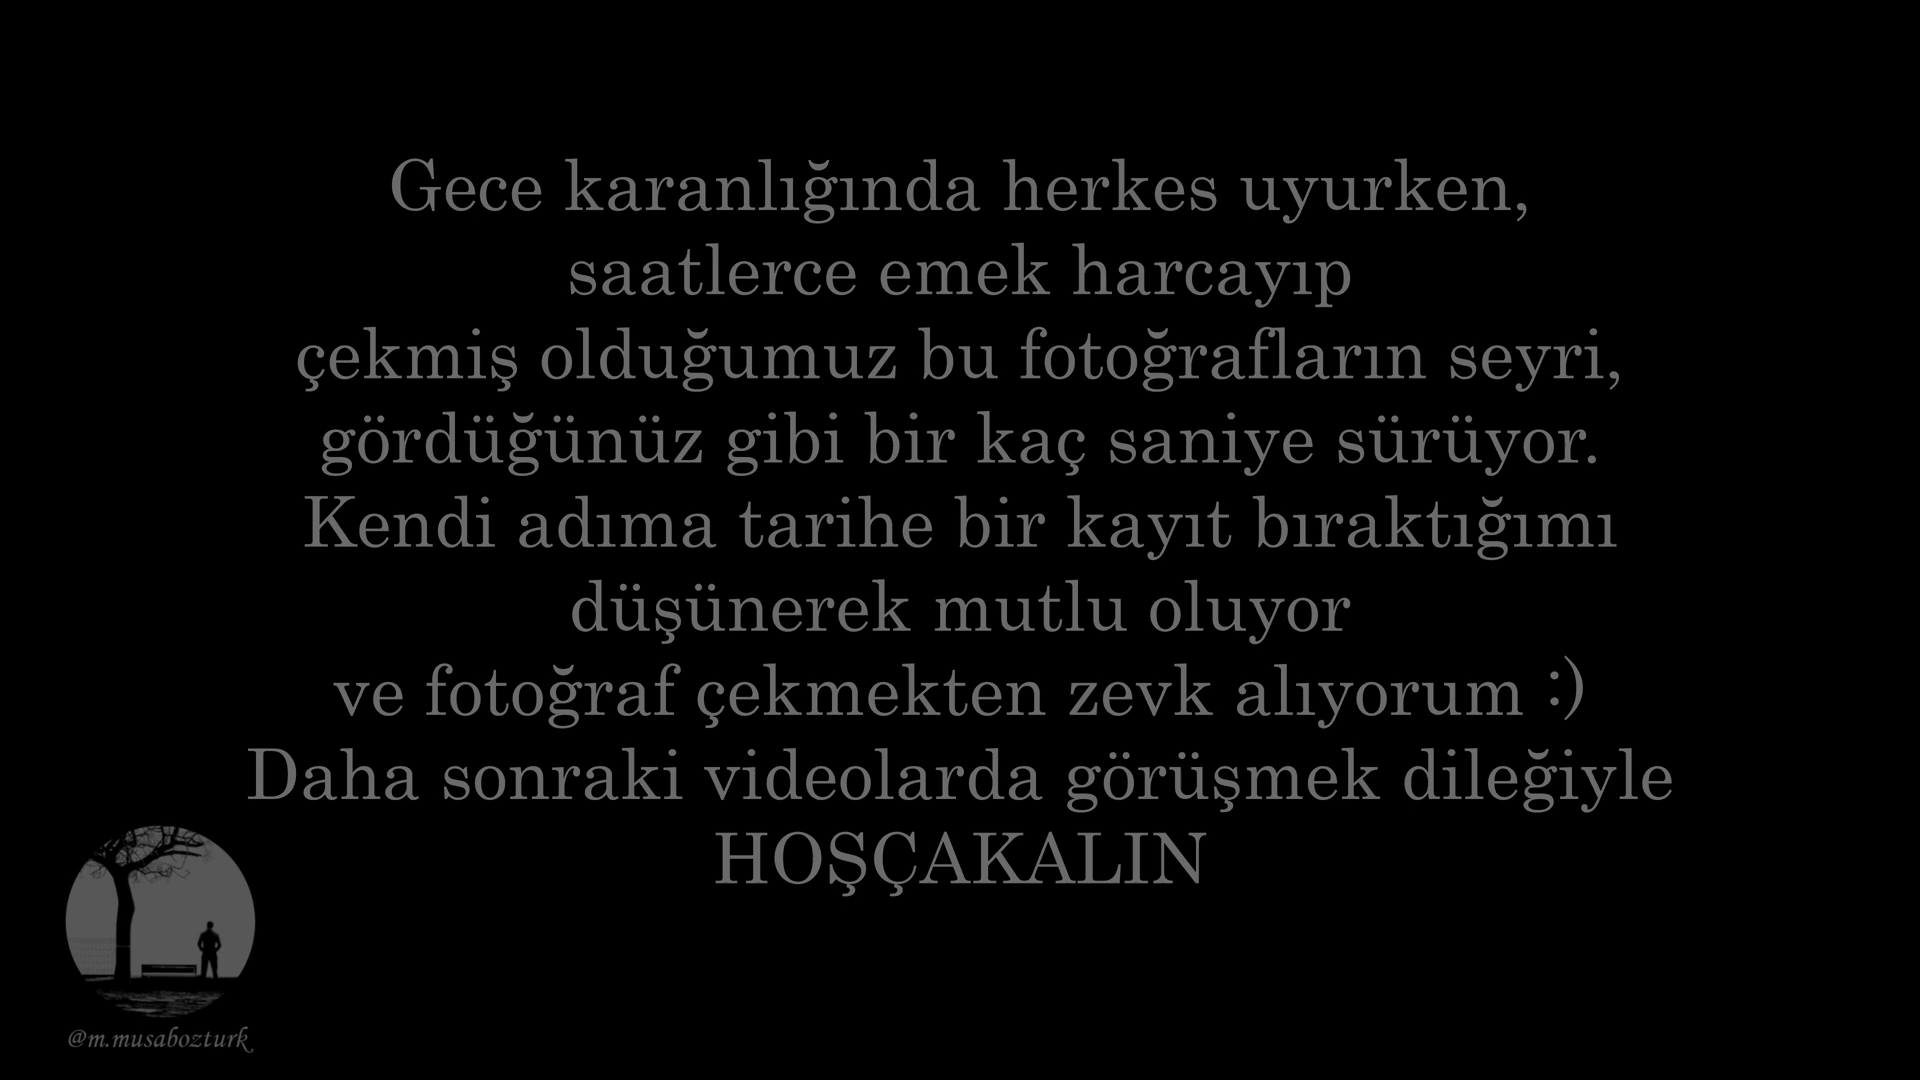 Gece karanlığında herkes uyurken,
saatlerce emek harcayıp
çekmiş olduğumuz bu fotoğrafların seyri,
gördüğünüz gibi bir kaç saniye sürüyor.
Kendi adıma tarihe bir kayıt bıraktığımı
düşünerek mutlu oluyor
ve fotoğraf çekmekten zevk alıyorum :)
Daha sonraki videolarda görüşmek dileğiyle
HOŞÇAKALIN
@m.musabozturk